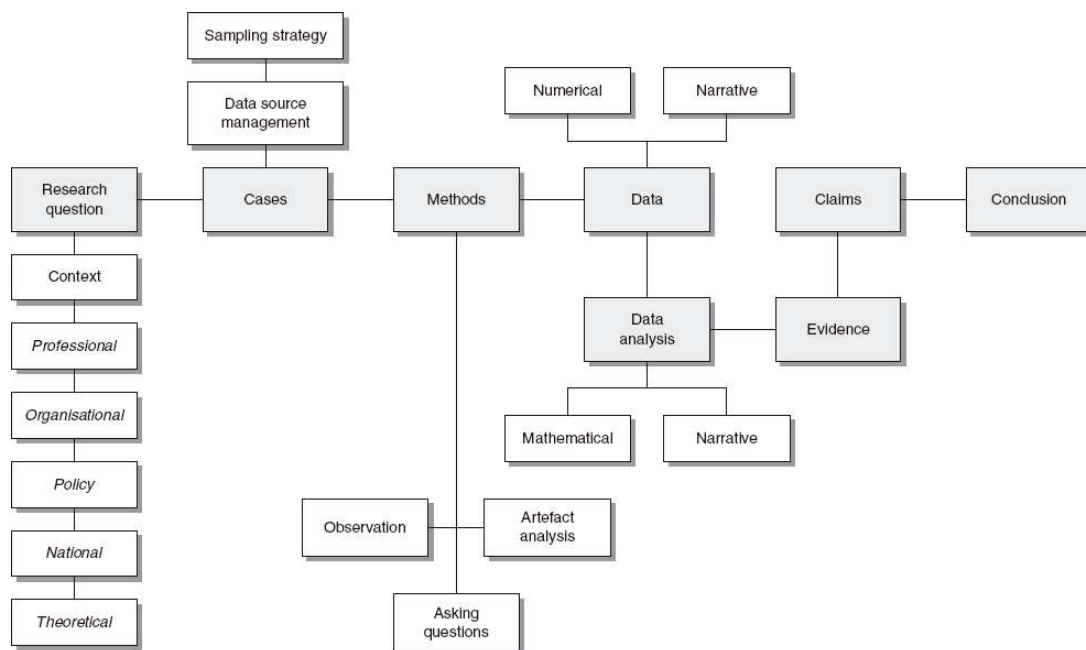 Sampling strategy
Data source
management
Numerical
Narrative
Research
question
Cases
Methods
Data
Claims
Conclusion
Context
Professional
Organisational
Policy
National
Theoretical
Data
analysis
Evidence
Mathematical
Narrative
Observation
Artefact
analysis
Asking
questions